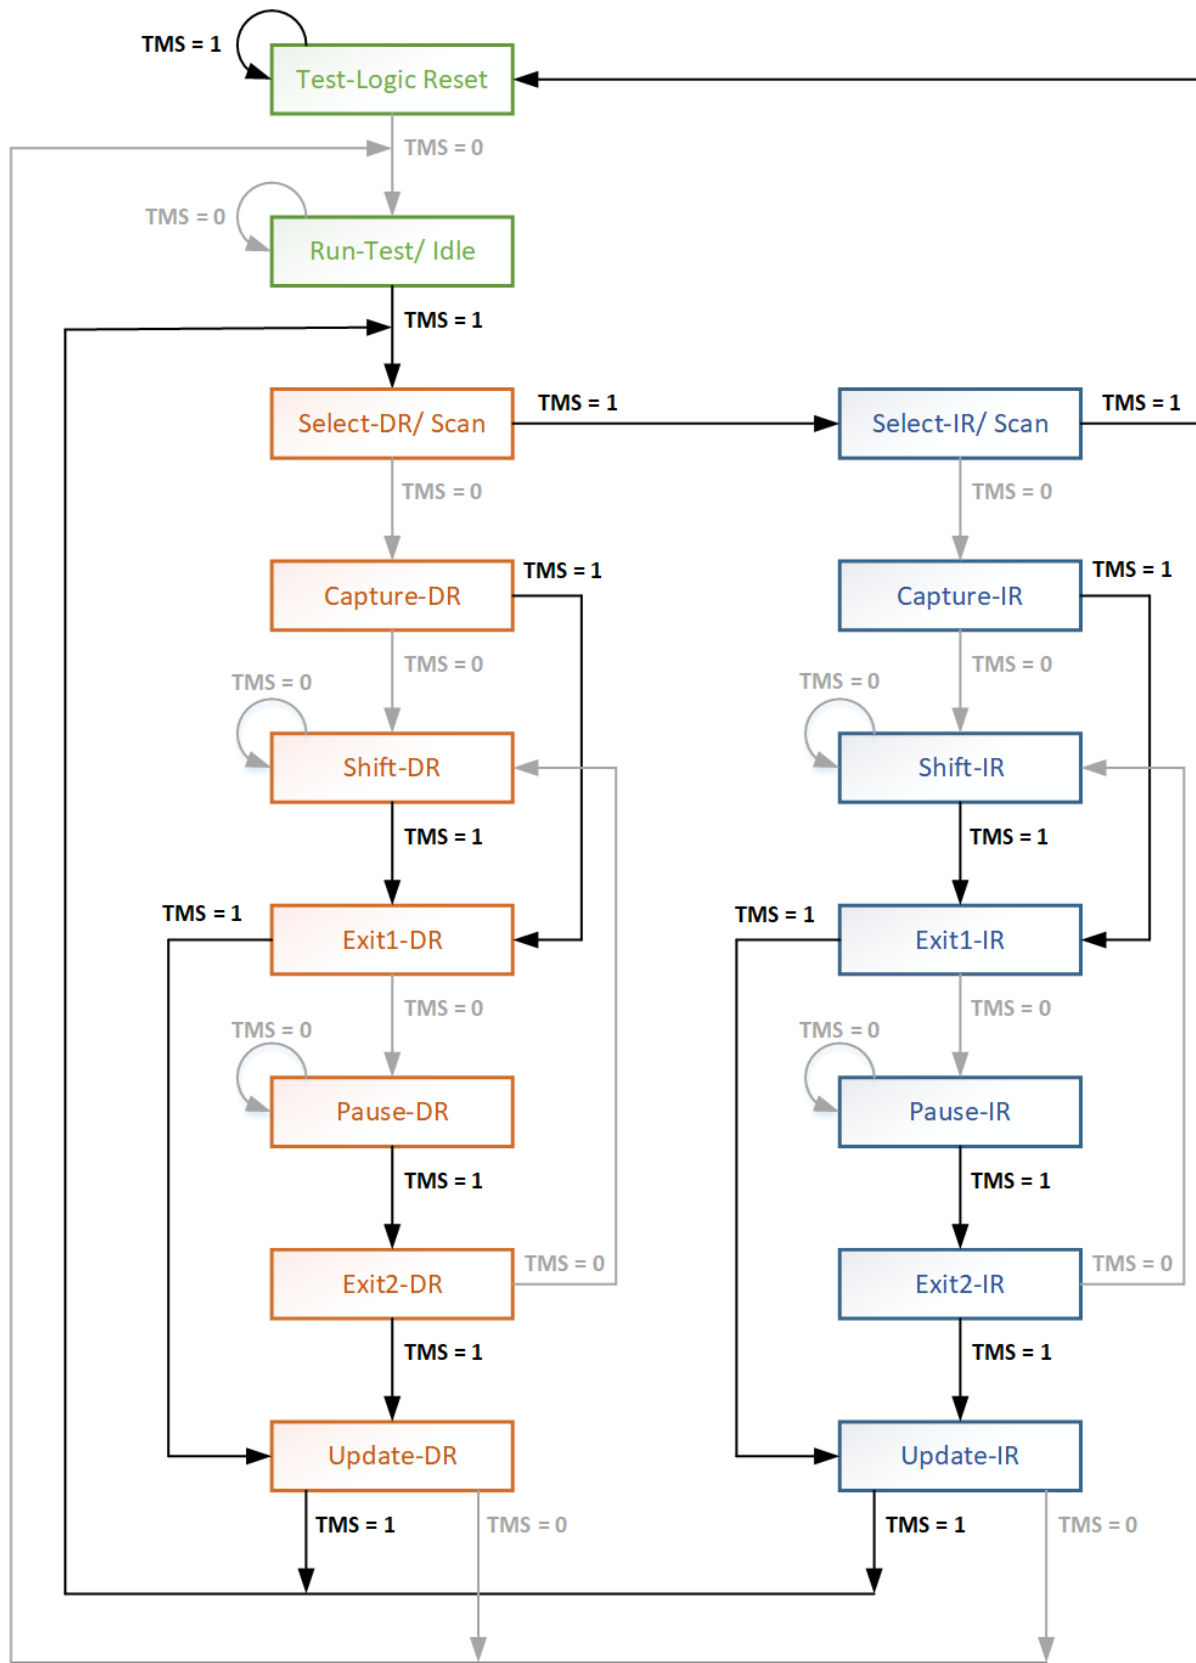 TMS = 1
Test-Logic Reset
TMS = 0
TMS = 0
Run-Test/ Idle
TMS = 1
Select-DR/ Scan
TMS = 1
Select-IR/ Scan
TMS = 1
TMS = 0
TMS = 0
Capture-DR
TMS = 1
Capture-IR
TMS = 1
TMS = 0
TMS = 0
TMS = 0
TMS = 0
Shift-DR
Shift-IR
TMS = 1
TMS = 1
TMS = 1
Exit1-DR
TMS = 1
Exit1-IR
TMS = 0
TMS = 0
TMS = 0
TMS = 0
Pause-DR
Pause-IR
TMS = 1
TMS = 1
Exit2-DR
TMS = 0
Exit2-IR
TMS = 0
TMS = 1
TMS = 1
Update-DR
Update-IR
TMS = 1
TMS = 0
TMS = 1
TMS = 0